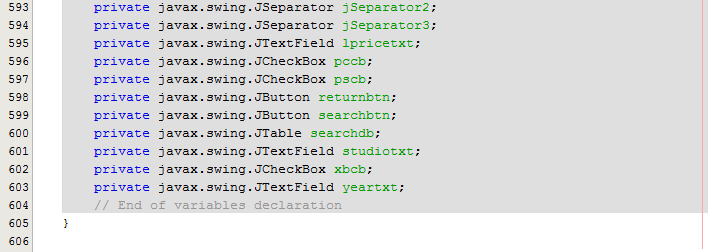 593 private javax.swing.JSeparator jSeparator2;
594 private javax.swing.JSeparator jSeparator3;
595 private javax.swing.JTextField lpricetxt;
596 private javax.swing.JCheckBox pccb;
597 private javax.swing.JCheckBox pscb;
598 private javax.swing.JButton returnbtn;
599 private javax.swing.JButton searchbtn;
600 private javax.swing.JTable searchdb;
601 private javax.swing.JTextField studiotxt;
602 private javax.swing.JCheckBox xbcb;
603 private javax.swing.JTextField yeartxt;
604 // End of variables declaration
605 }
606